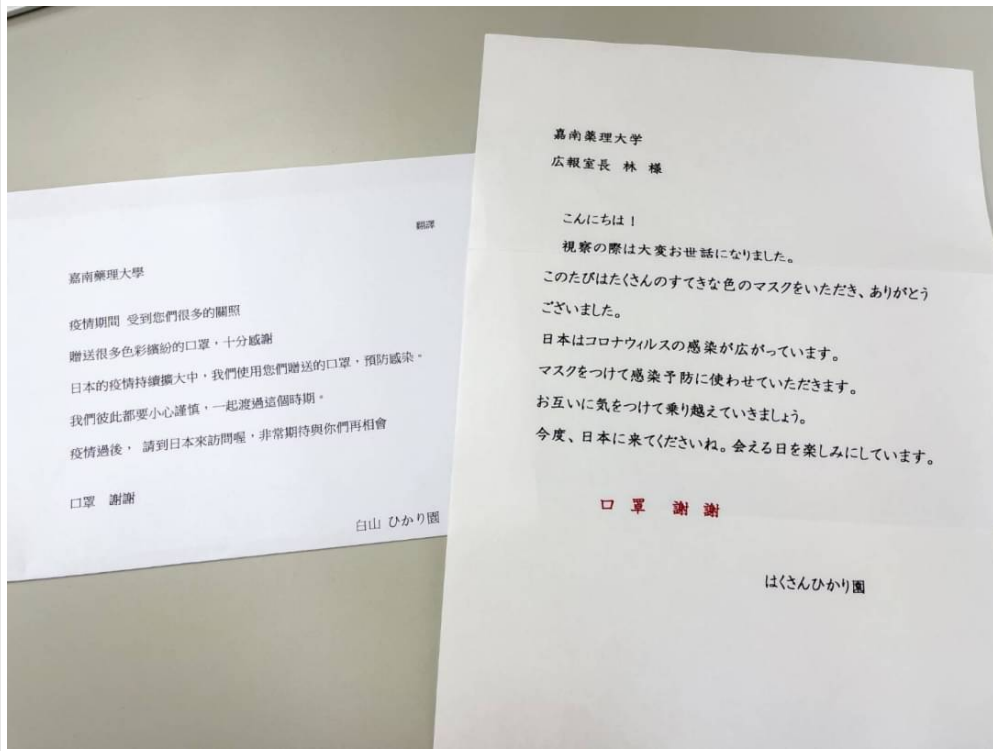 翻譯
嘉南藥理大學
疫情期間 受到您們很多的關照
贈送很多色彩繽紛的口罩，十分感謝
日本的疫情持續擴大中，我們使用您們贈送的口罩，預防感染。
我們彼此都要小心謹慎，一起渡過這個時期。
疫情過後， 請到日本來訪問喔，非常期待與你們再相會
口罩 謝謝
白山 ひかり園
嘉南薬理大学
広報室長 林 様
こんにちは！
視察の際は大変お世話になりました。
このたびはたくさんのすてきな色のマスクをいただき、ありがとう
ございました。
日本はコロナウィルスの感染が広がっています。
マスクをつけて感染予防に使わせていただきます。
お互いに気をつけて乗り越えていきましょう。
今度、日本に来てくださいね。会える日を楽しみにしています。
口 罩 謝 謝
はくさんひかり園